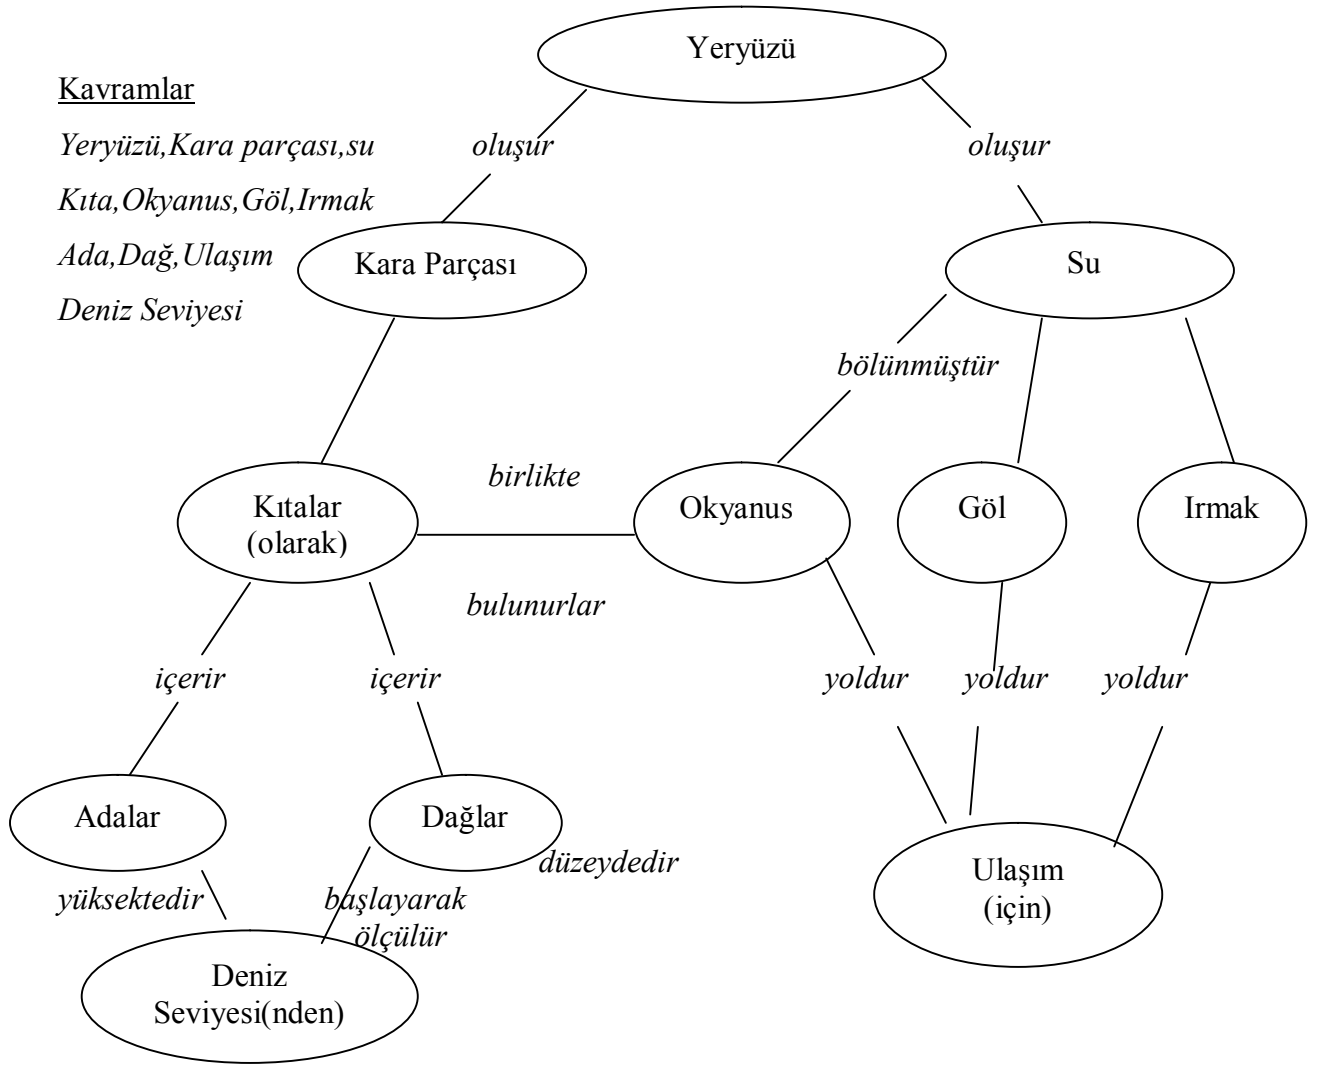 Yeryüzü
Kavramlar
Yeryüzü,Kara parçası,su
Kıta,Okyanus,Göl,Irmak
Ada,Dağ,Ulaşım
Deniz Seviyesi
oluşur
oluşur
Kara Parçası
Su
bölünmüştür
birlikte
Kıtalar
(olarak)
Okyanus
Göl
Irmak
bulunurlar
içerir
içerir
yoldur
yoldur
yoldur
Adalar
Dağlar
düzeydedir
yüksektedir
başlayarak
ölçülür
Ulaşım
(için)
Deniz
Seviyesi(nden)